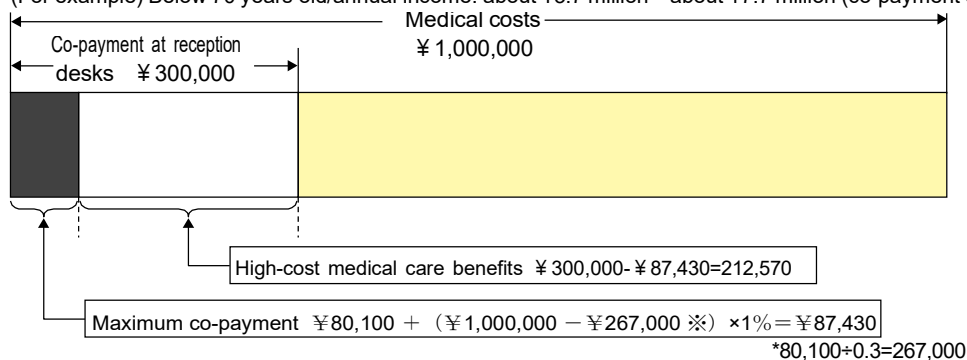 Medical costs
¥ 1,000,000
Co-payment at reception
desks ¥ 300,000
High-cost medical care benefits ¥ 300,000-¥ 87,430=212,570
Maximum co-payment ¥80,100 + (¥1,000,000 － ¥267,000 ※) ×1%＝¥87,430
*80,100÷0.3=267,000